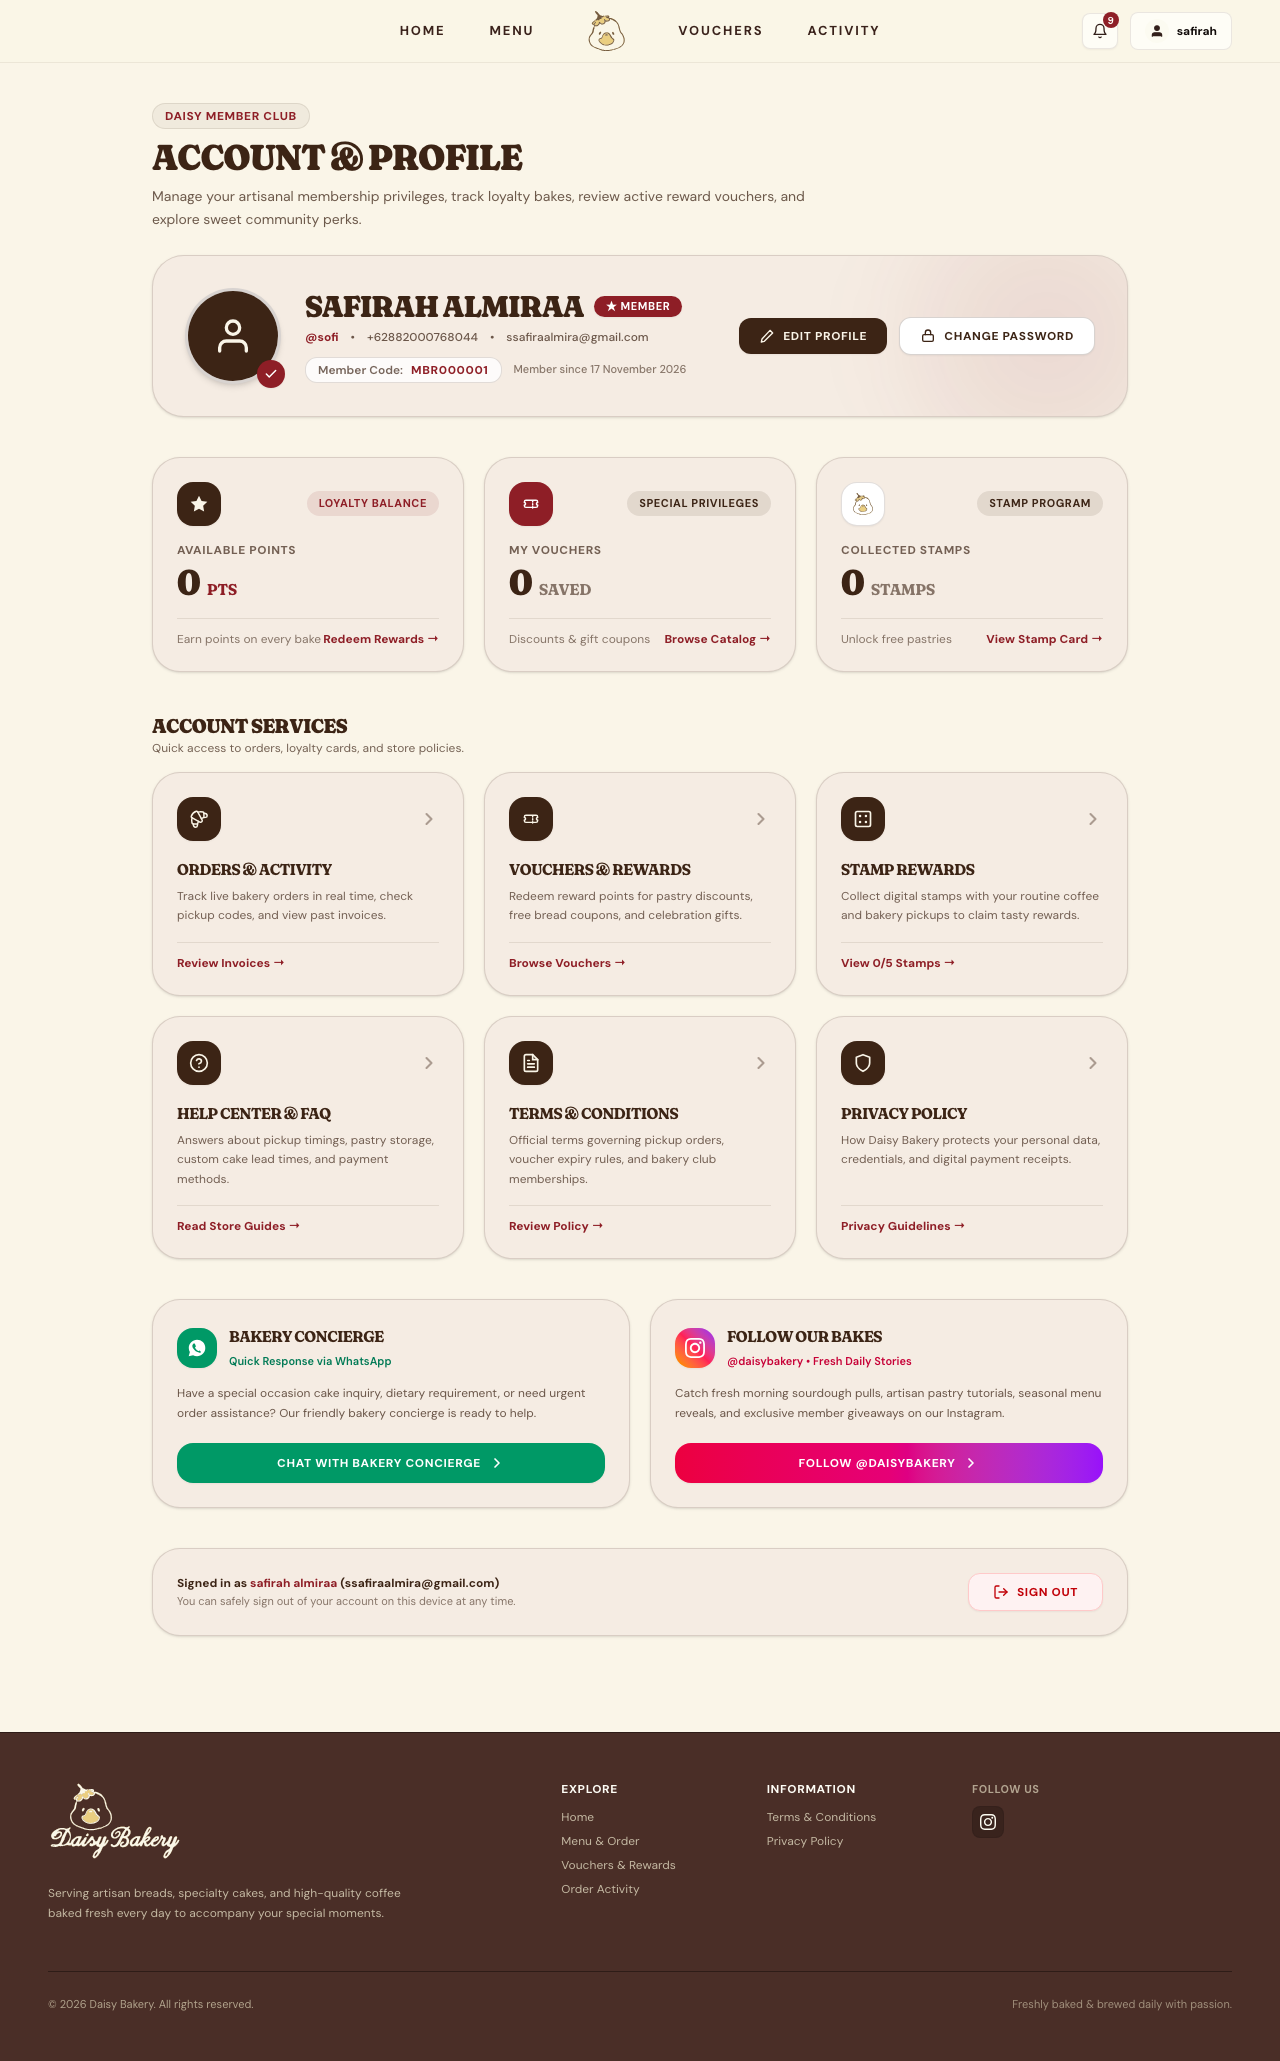 HOME MENU VOUCHERS ACTIVITY 9 safirah
DAISY MEMBER CLUB
ACCOUNT & PROFILE
Manage your artisanal membership privileges, track loyalty bakes, review active reward vouchers, and
explore sweet community perks.
SAFIRAH ALMIRAA ★ MEMBER
@sofi • +62882000768044 • ssafiraalmira@gmail.com
EDIT PROFILE CHANGE PASSWORD
Member Code: MBR000001 Member since 17 November 2026
LOYALTY BALANCE
AVAILABLE POINTS
0 PTS
Earn points on every bake Redeem Rewards →
SPECIAL PRIVILEGES
MY VOUCHERS
0 SAVED
Discounts & gift coupons Browse Catalog →
STAMP PROGRAM
COLLECTED STAMPS
0 STAMPS
Unlock free pastries View Stamp Card →
ACCOUNT SERVICES
Quick access to orders, loyalty cards, and store policies.
ORDERS & ACTIVITY
Track live bakery orders in real time, check
pickup codes, and view past invoices.
Review Invoices →
VOUCHERS & REWARDS
Redeem reward points for pastry discounts,
free bread coupons, and celebration gifts.
Browse Vouchers →
STAMP REWARDS
Collect digital stamps with your routine coffee
and bakery pickups to claim tasty rewards.
View 0/5 Stamps →
HELP CENTER & FAQ
Answers about pickup timings, pastry storage,
custom cake lead times, and payment
methods.
Read Store Guides →
TERMS & CONDITIONS
Official terms governing pickup orders,
voucher expiry rules, and bakery club
memberships.
Review Policy →
PRIVACY POLICY
How Daisy Bakery protects your personal data,
credentials, and digital payment receipts.
Privacy Guidelines →
BAKERY CONCIERGE
Quick Response via WhatsApp
Have a special occasion cake inquiry, dietary requirement, or need urgent
order assistance? Our friendly bakery concierge is ready to help.
CHAT WITH BAKERY CONCIERGE
FOLLOW OUR BAKES
@daisybakery • Fresh Daily Stories
Catch fresh morning sourdough pulls, artisan pastry tutorials, seasonal menu
reveals, and exclusive member giveaways on our Instagram.
FOLLOW @DAISYBAKERY
Signed in as safirah almiraa (ssafiraalmira@gmail.com)
You can safely sign out of your account on this device at any time.
SIGN OUT
Daisy Bakery
Serving artisan breads, specialty cakes, and high-quality coffee
baked fresh every day to accompany your special moments.
EXPLORE
Home
Menu & Order
Vouchers & Rewards
Order Activity
INFORMATION
Terms & Conditions
Privacy Policy
FOLLOW US
© 2026 Daisy Bakery. All rights reserved.
Freshly baked & brewed daily with passion.